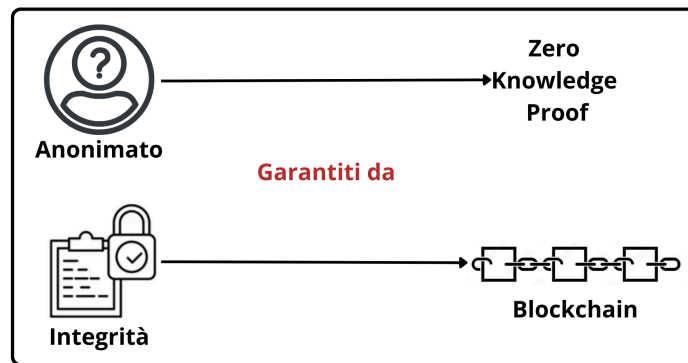 Zero
Knowledge
Proof
?
Anonimato
Garantiti da
Integrità
Blockchain